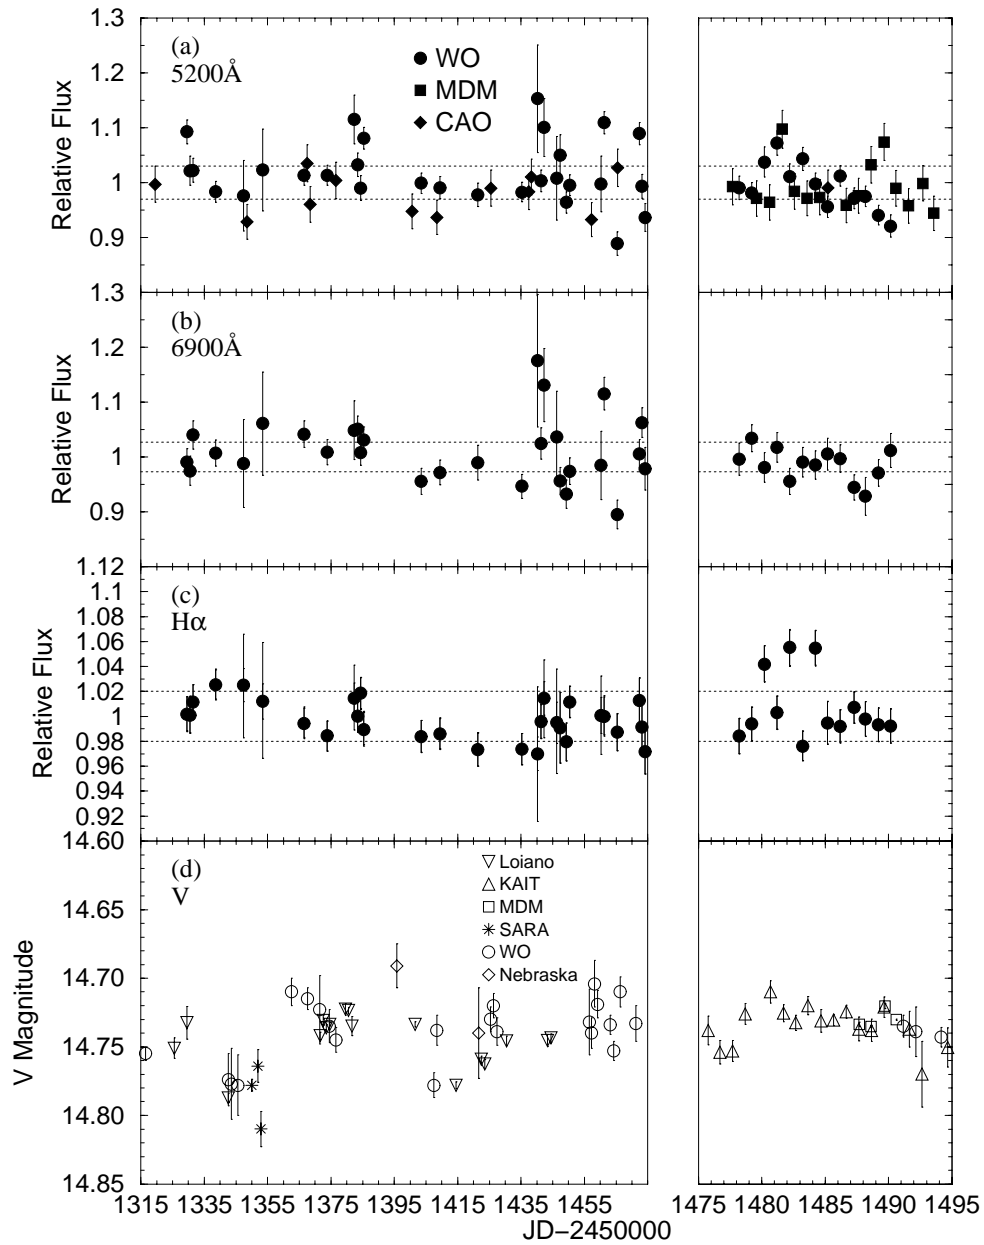 1.3
(a)
5200Å
WO
MDM
CAO
1.2
1.1
1
0.9
Relative Flux
1.3
(b)
6900Å
1.2
1.1
1
0.9
Relative Flux
1.12
(c)
Hα
1.1
1.08
1.06
1.04
1.02
1
0.98
0.96
0.94
0.92
Relative Flux
14.60
(d)
V
Loiano
KAIT
MDM
SARA
WO
Nebraska
14.65
14.70
14.75
14.80
14.85
V Magnitude
1315 1335 1355 1375 1395 1415 1435 1455 1475 1480 1485 1490 1495
JD−2450000